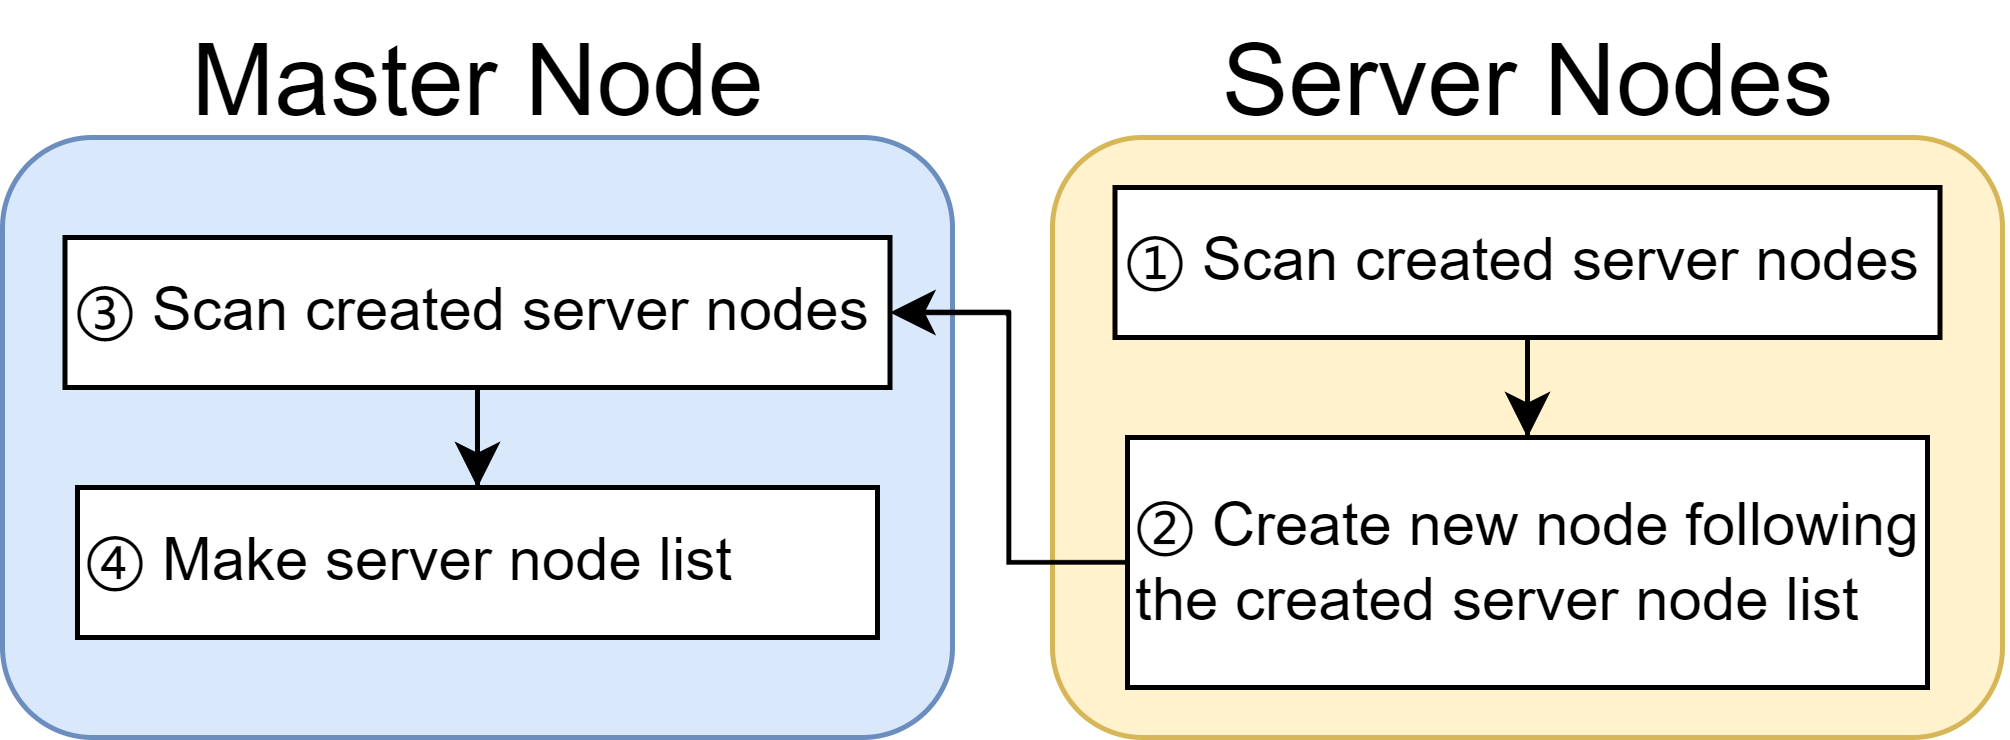 Master Node
③ Scan created server nodes
④ Make server node list
Server Nodes
① Scan created server nodes
② Create new node following
the created server node list